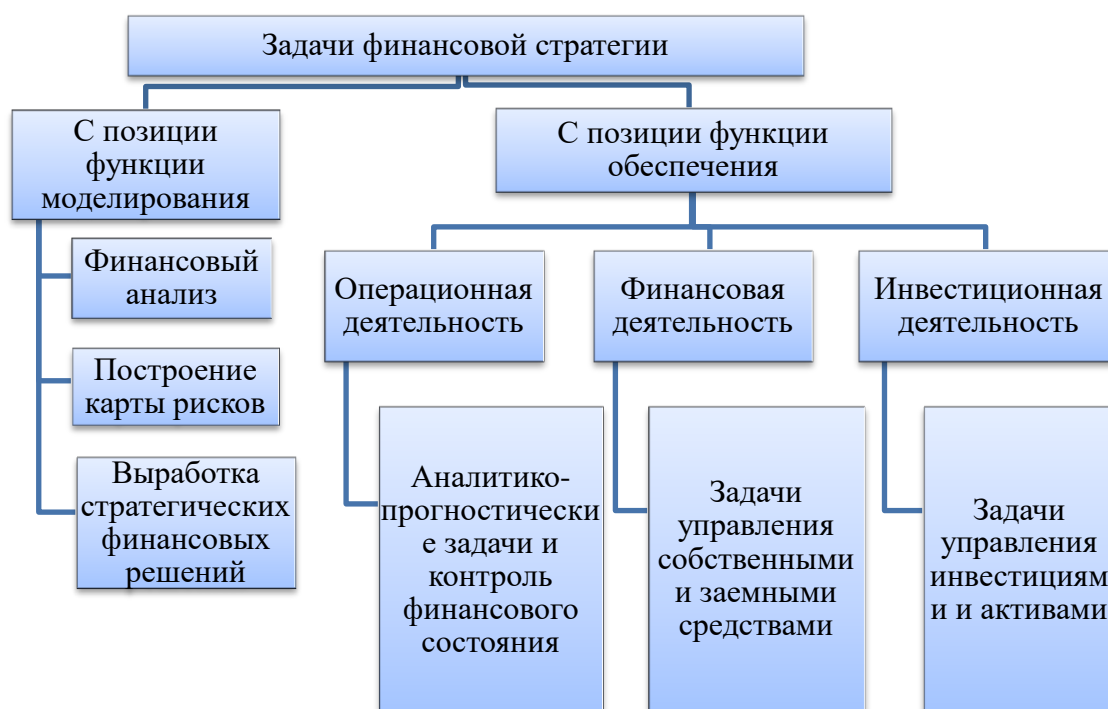 Задачи финансовой стратегии
С позиции
функции
моделирования
Финансовый
анализ
Построение
карты рисков
Выработка
стратегических
финансовых
решений
С позиции функции
обеспечения
Операционная
деятельность
Аналитико-
прогностически
е задачи и
контроль
финансового
состояния
Финансовая
деятельность
Задачи
управления
собственными
и заемными
средствами
Инвестиционная
деятельность
Задачи
управления
инвестициям
и и активами